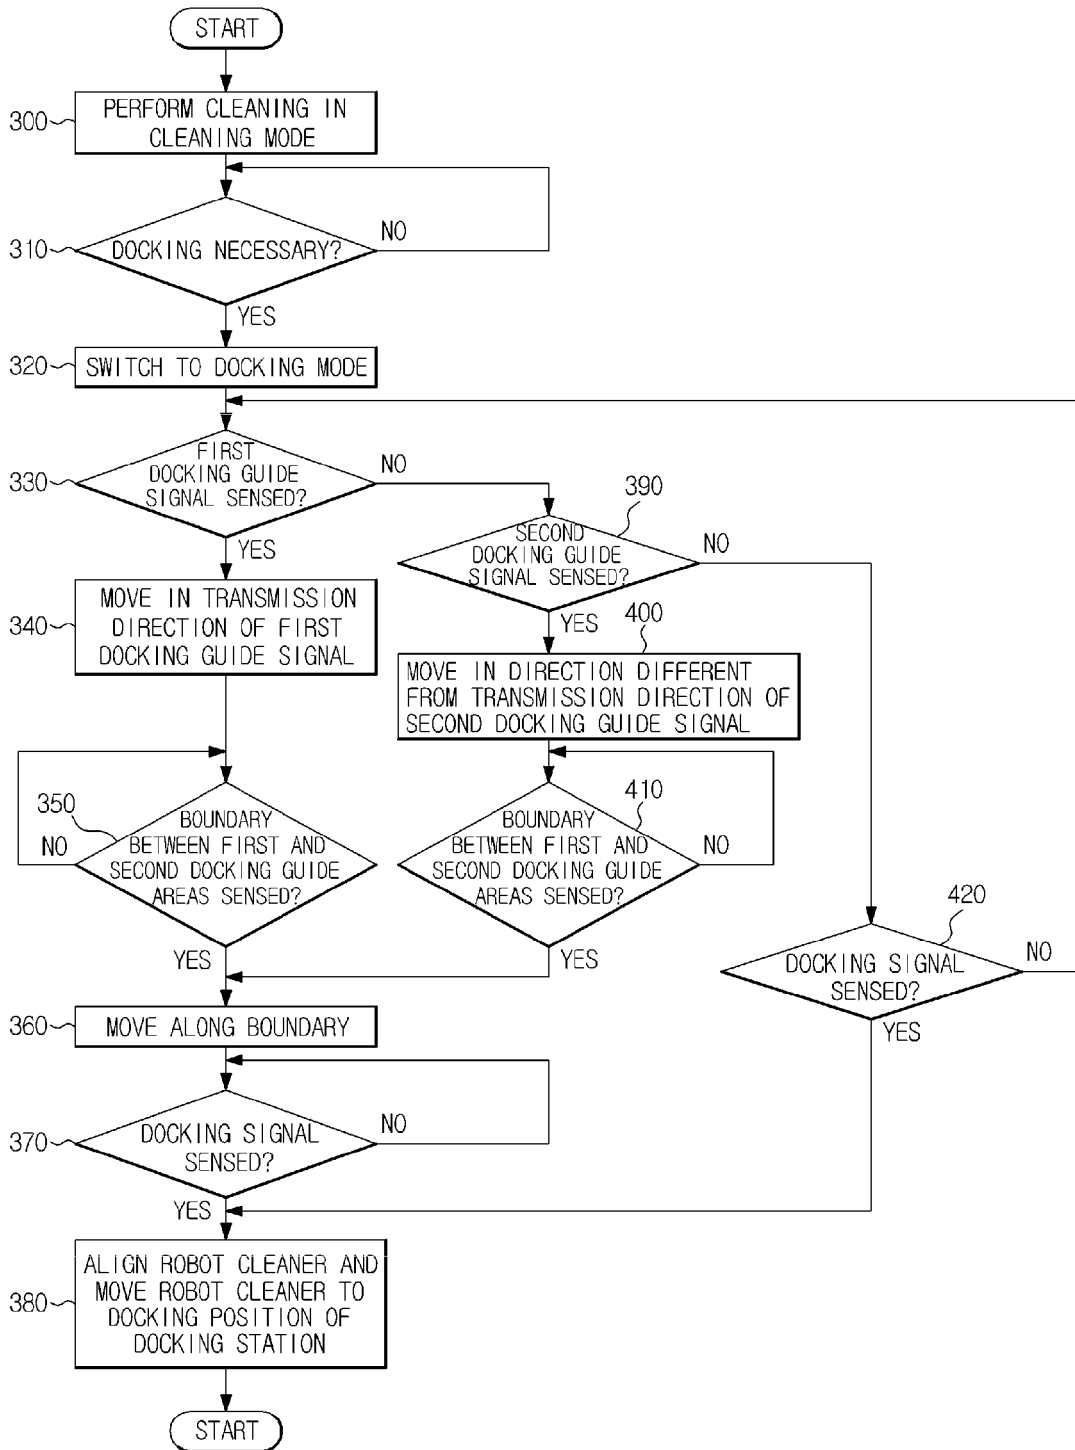 START
300
PERFORM CLEANING IN
CLEANING MODE
310
DOCKING NECESSARY?
NO
YES
320
SWITCH TO DOCKING MODE
330
FIRST
DOCKING GUIDE
SIGNAL SENSED?
NO
YES
390
SECOND
DOCKING GUIDE
SIGNAL SENSED?
NO
YES
340
MOVE IN TRANSMISSION
DIRECTION OF FIRST
DOCKING GUIDE SIGNAL
400
MOVE IN DIRECTION DIFFERENT
FROM TRANSMISSION DIRECTION OF
SECOND DOCKING GUIDE SIGNAL
350
BOUNDARY
BETWEEN FIRST AND
SECOND DOCKING GUIDE
AREAS SENSED?
NO
YES
410
BOUNDARY
BETWEEN FIRST AND
SECOND DOCKING GUIDE
AREAS SENSED?
NO
YES
420
DOCKING SIGNAL
SENSED?
NO
YES
360
MOVE ALONG BOUNDARY
370
DOCKING SIGNAL
SENSED?
NO
YES
380
ALIGN ROBOT CLEANER AND
MOVE ROBOT CLEANER TO
DOCKING POSITION OF
DOCKING STATION
START